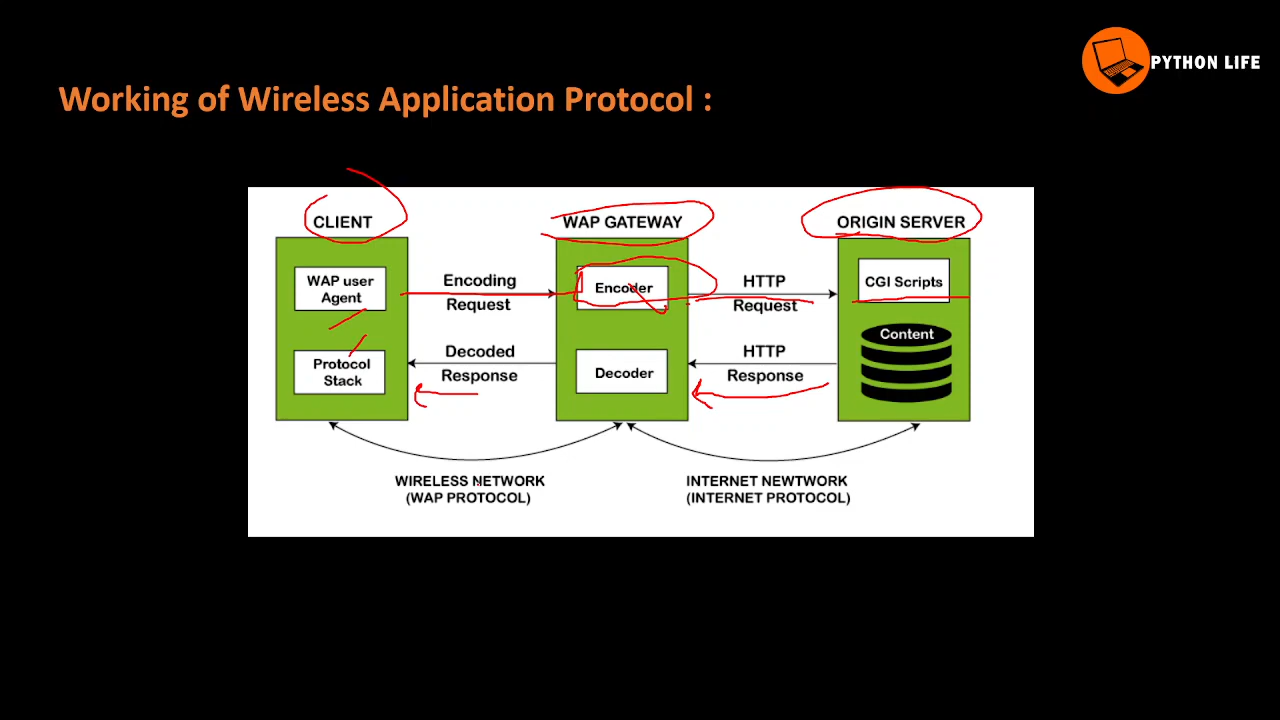 PYTHON LIFE
Working of Wireless Application Protocol :
CLIENT
WAP GATEWAY
ORIGIN SERVER
WAP user
Agent
Encoding
Request
Encoder
HTTP
Request
CGI Scripts
Content
Protocol
Stack
Decoded
Response
Decoder
HTTP
Response
WIRELESS NETWORK
(WAP PROTOCOL)
INTERNET NEWTWORK
(INTERNET PROTOCOL)